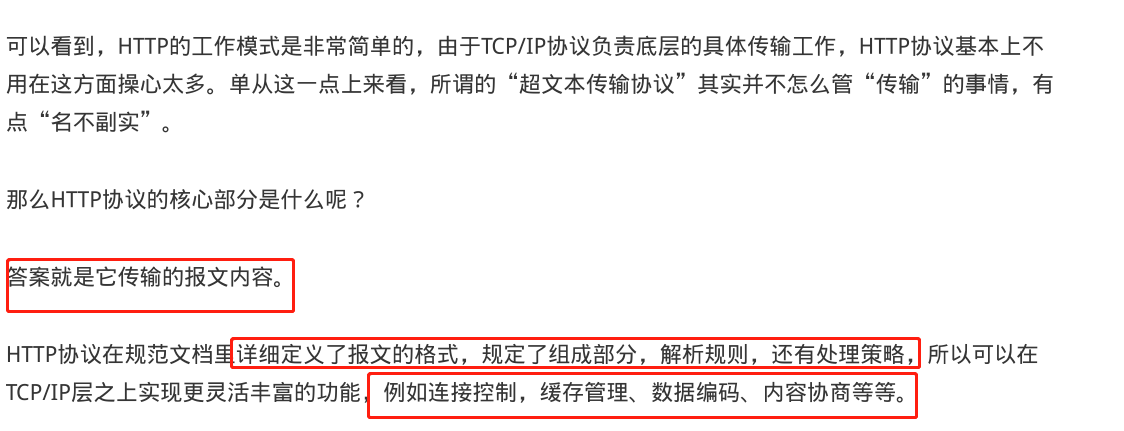 可以看到，HTTP的工作模式是非常简单的，由于TCP/IP协议负责底层的具体传输工作，HTTP协议基本上不
用在这方面操心太多。单从这一点上来看，所谓的“超文本传输协议”其实并不怎么管“传输”的事情，有
点“名不副实”。
那么HTTP协议的核心部分是什么呢？
答案就是它传输的报文内容。
HTTP协议在规范文档里详细定义了报文的格式，规定了组成部分，解析规则，还有处理策略，所以可以在
TCP/IP层之上实现更灵活丰富的功能，例如连接控制，缓存管理、数据编码、内容协商等等。